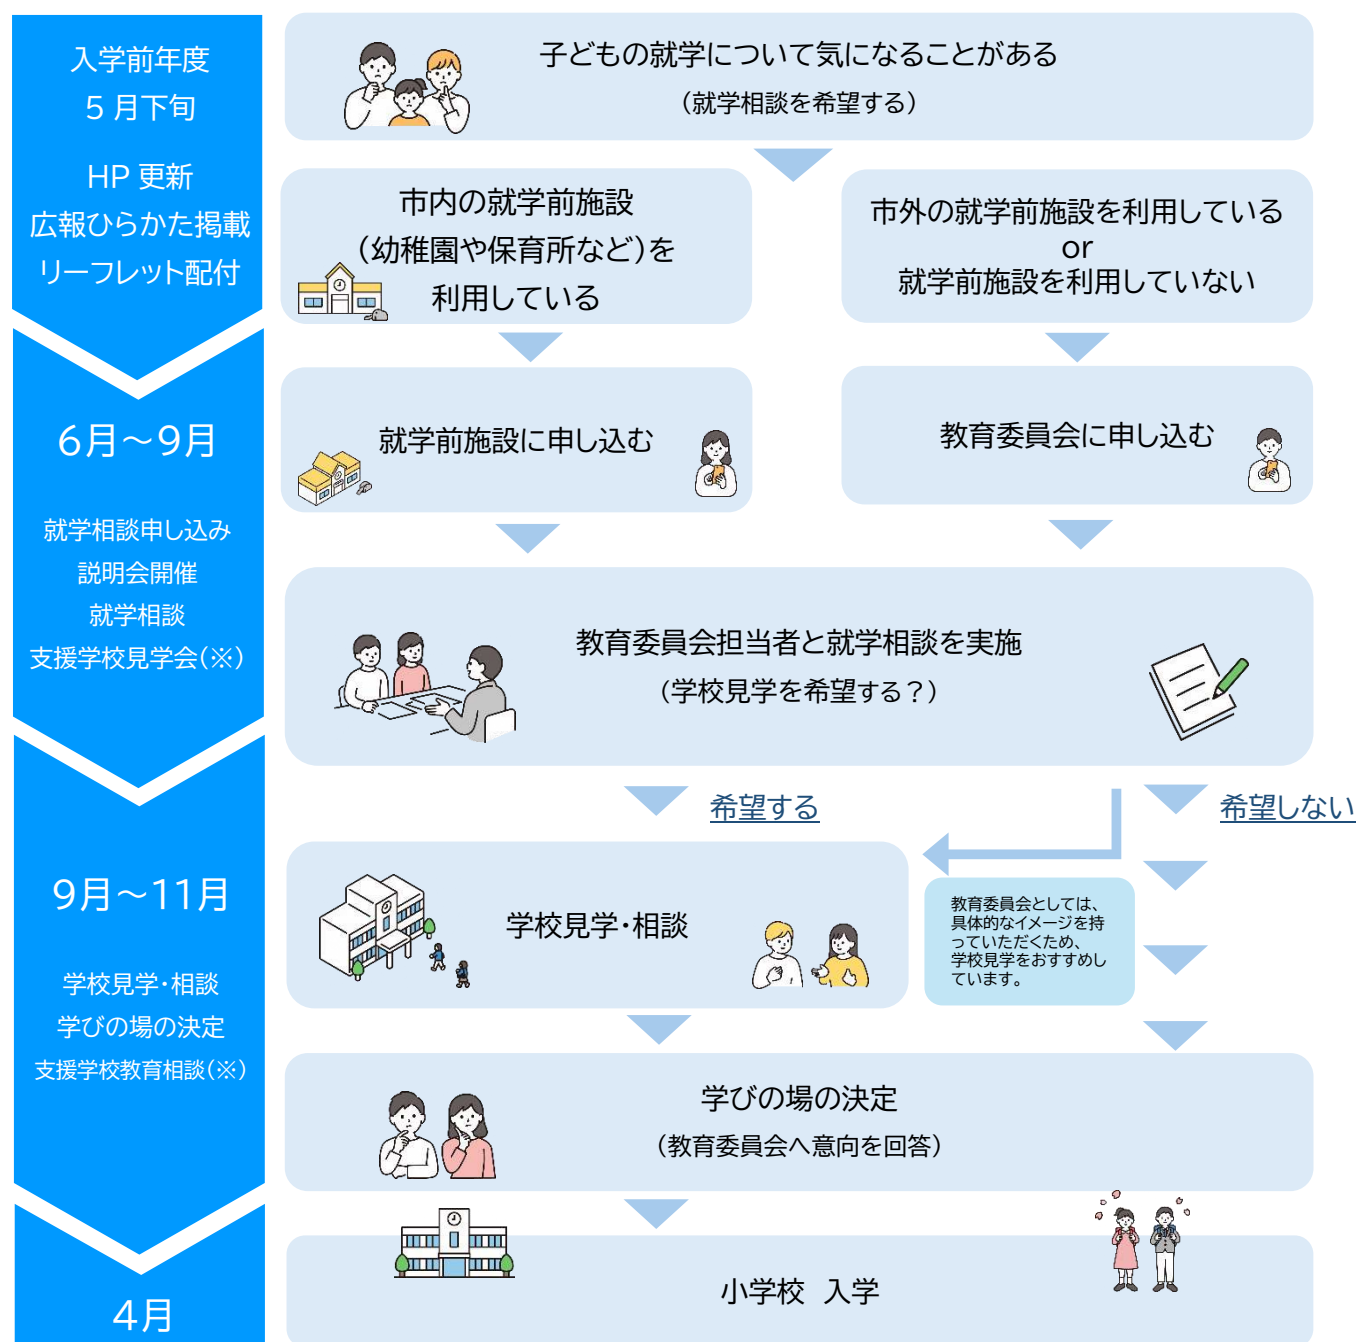 入学前年度
5月下旬
HP 更新
広報ひらかた掲載
リーフレット配付
子どもの就学について気になることがある
（就学相談を希望する）
市内の就学前施設
（幼稚園や保育所など）を
利用している
市外の就学前施設を利用している
or
就学前施設を利用していない
6月～9月
就学相談申し込み
説明会開催
就学相談
支援学校見学会（※）
就学前施設に申し込む
教育委員会に申し込む
教育委員会担当者と就学相談を実施
（学校見学を希望する？）
希望する
希望しない
9月～11月
学校見学・相談
学びの場の決定
支援学校教育相談（※）
学校見学・相談
教育委員会としては、
具体的なイメージを持
っていただくため、
学校見学をおすすめし
ています。
学びの場の決定
（教育委員会へ意向を回答）
4月
小学校　入学